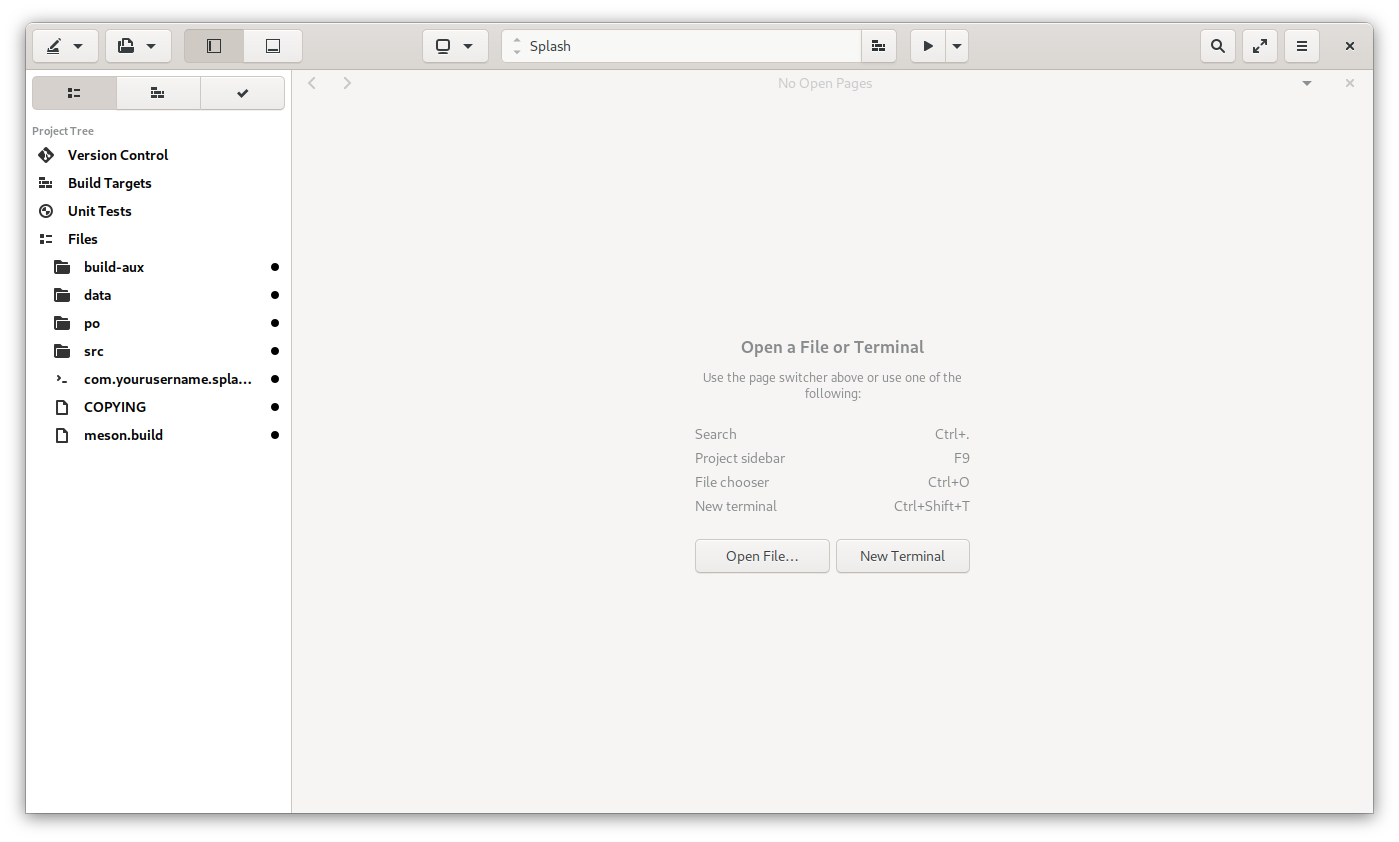 Splash
No Open Pages
Project Tree
Version Control
Build Targets
Unit Tests
Files
build-aux
data
po
src
com.yourusername.spla...
COPYING
meson.build
Open a File or Terminal
Use the page switcher above or use one of the
following:
Search Ctrl+.
Project sidebar F9
File chooser Ctrl+O
New terminal Ctrl+Shift+T
Open File... New Terminal